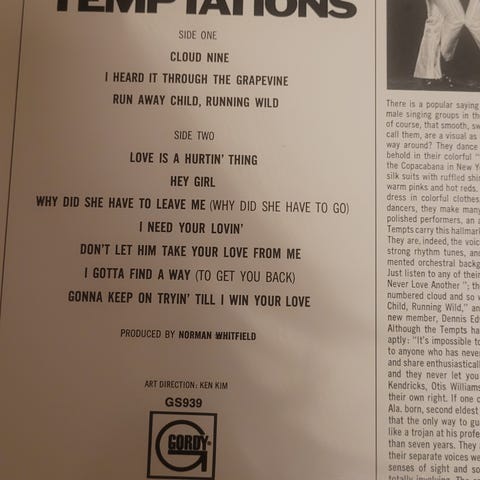 TEMPTATIONS
SIDE ONE
CLOUD NINE
I HEARD IT THROUGH THE GRAPEVINE
RUN AWAY CHILD, RUNNING WILD
SIDE TWO
LOVE IS A HURTIN' THING
HEY GIRL
WHY DID SHE HAVE TO LEAVE ME (WHY DID SHE HAVE TO GO)
I NEED YOUR LOVIN'
DON'T LET HIM TAKE YOUR LOVE FROM ME
I GOTTA FIND A WAY (TO GET YOU BACK)
GONNA KEEP ON TRYIN' TILL I WIN YOUR LOVE
PRODUCED BY NORMAN WHITFIELD
ART DIRECTION: KEN KIM
GS939
GORDY
There is a popular saying
male singing groups in the
of course, that smooth, sw
call them, are a visual as
way around? They dance
behold in their colorful "
the Copacabana in New Yo
silk suits with ruffled shir
warm pinks and hot reds.
dress in colorful clothes
dancers, they make many
polished performers, an a
Tempts carry this hallmark
They are, indeed, the voic
strong rhythm tunes, and
mented orchestral backg
Just listen to any of their
Never Love Another "; th
numbered cloud and so v
Child, Running Wild," an
new member, Dennis Ed
Although the Tempts ha
aptly: "It's impossible to
to anyone who has never
and share enthusiastical
and they never let you
Kendricks, Otis Williams
their own right. If one o
Ala. born, second eldest
that the only way to gu
like a trojan at his profe
than seven years. They
their separate voices we
senses of sight and so
totally involving. The